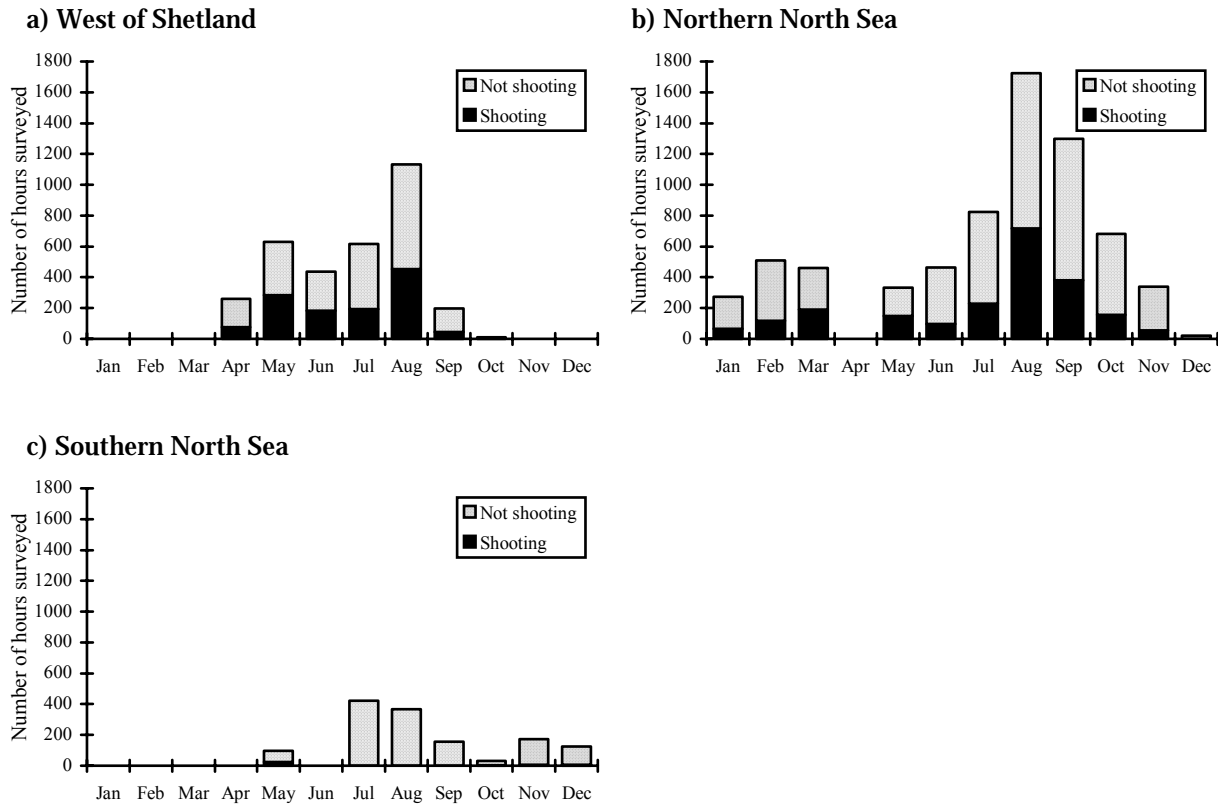 a) West of Shetland
Number of hours surveyed
1800
1600
1400
1200
1000
800
600
400
200
0
Not shooting
Shooting
Jan Feb Mar Apr May Jun Jul Aug Sep Oct Nov Dec
b) Northern North Sea
Number of hours surveyed
1800
1600
1400
1200
1000
800
600
400
200
0
Not shooting
Shooting
Jan Feb Mar Apr May Jun Jul Aug Sep Oct Nov Dec
c) Southern North Sea
Number of hours surveyed
1800
1600
1400
1200
1000
800
600
400
200
0
Not shooting
Shooting
Jan Feb Mar Apr May Jun Jul Aug Sep Oct Nov Dec